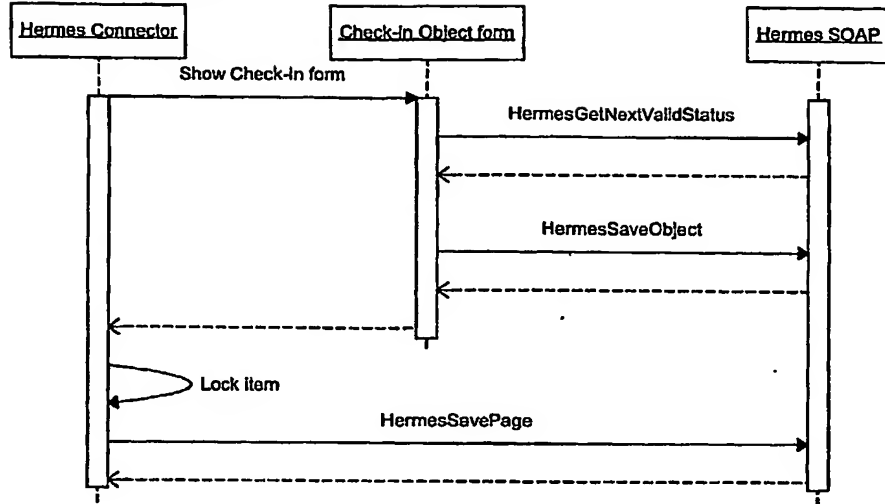 Hermes Connector
Check-in Object form
Hermes SOAP
Show Check-in form
HermesGetNextValidStatus
HermesSaveObject
Lock item
HermesSavePage